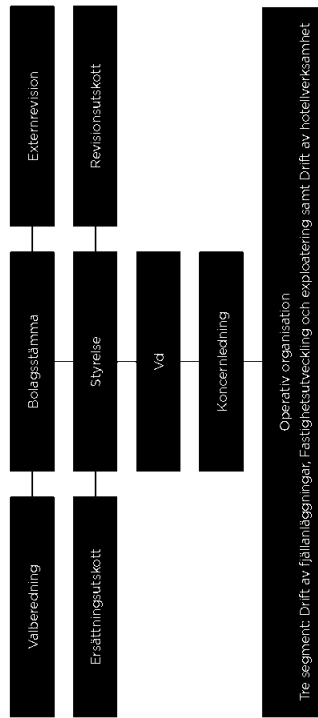 Valberedning
Bolagsstämma
Externrevision
Ersättningsutskott
Styrelse
Revisionsutskott
Vd
Koncernledning
Operativ organisation
Tre segment: Drift av fjällanläggningar, Fastighetsutveckling och exploatering samt Drift av hotellverksamhet